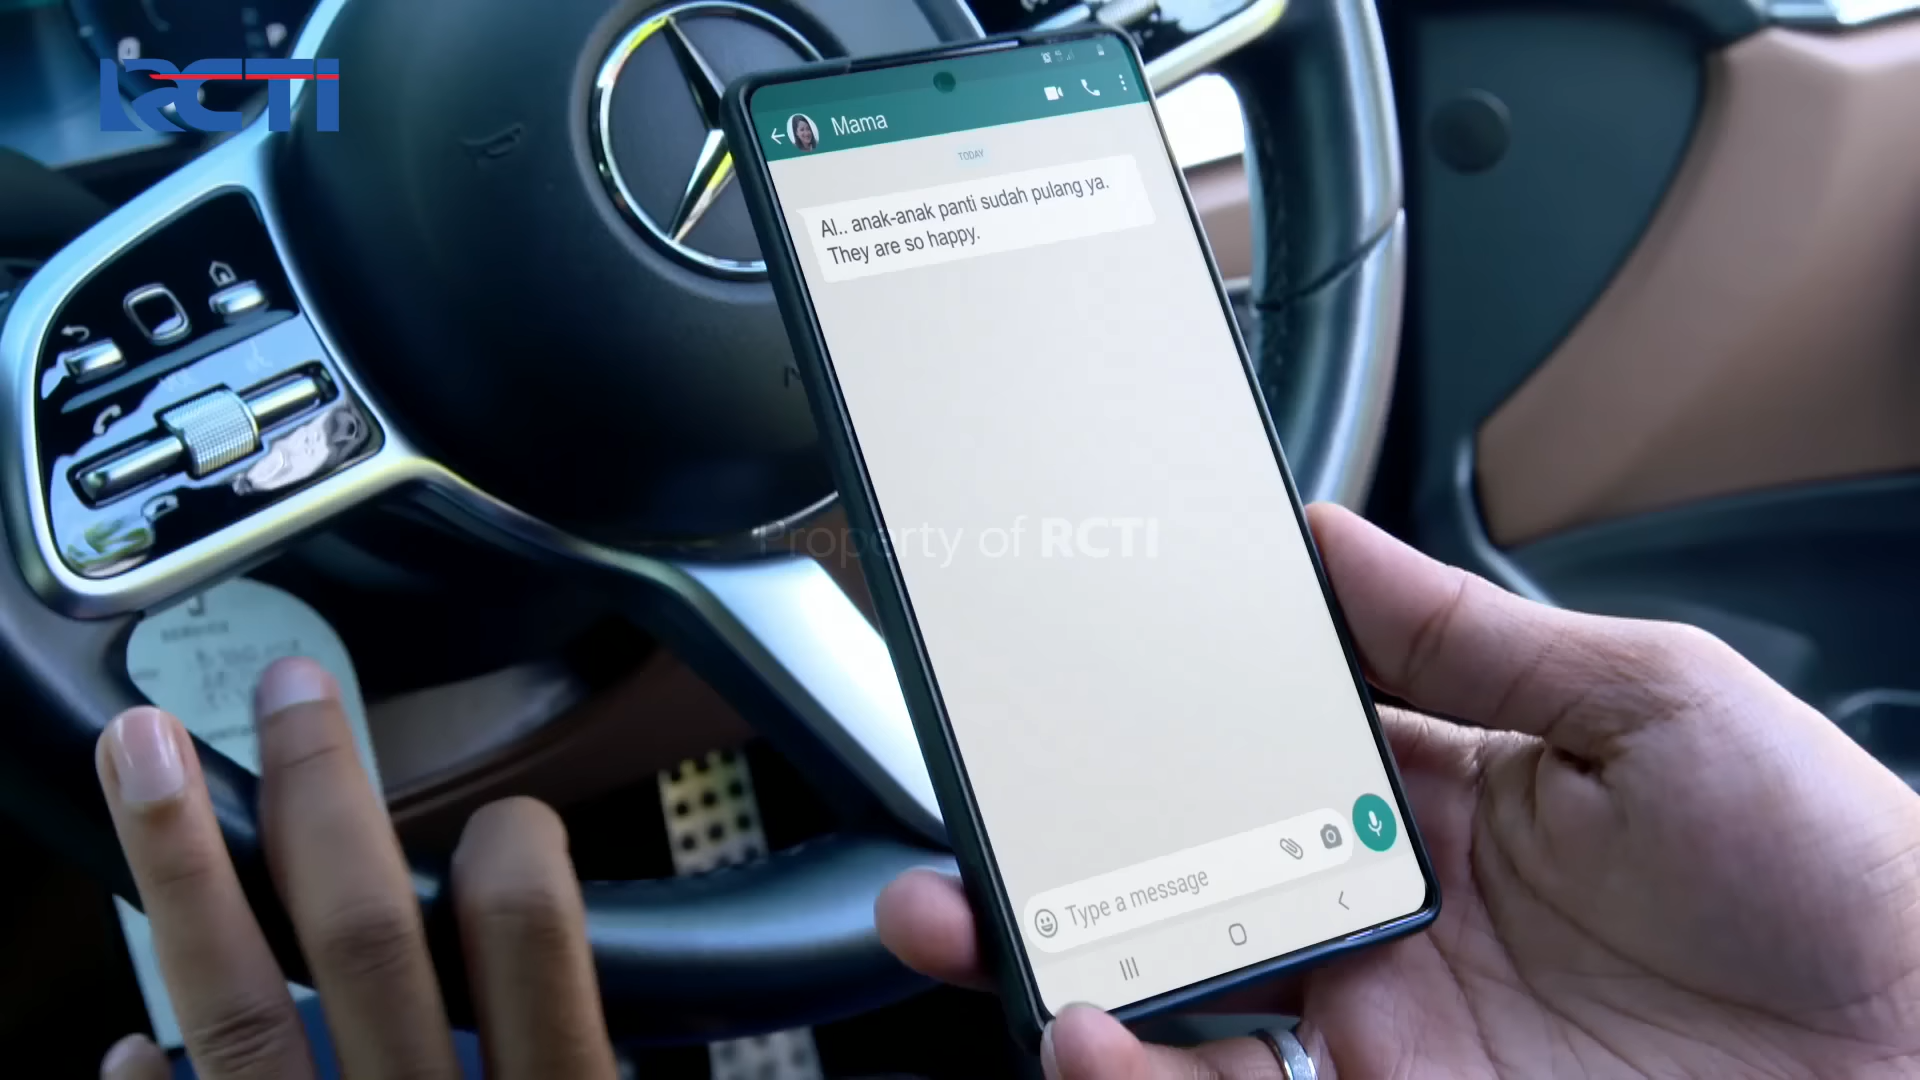 RCTI
Mama
TODAY
Al.. anak-anak panti sudah pulang ya.
They are so happy.
Property of RCTI
Type a message
SERVICE